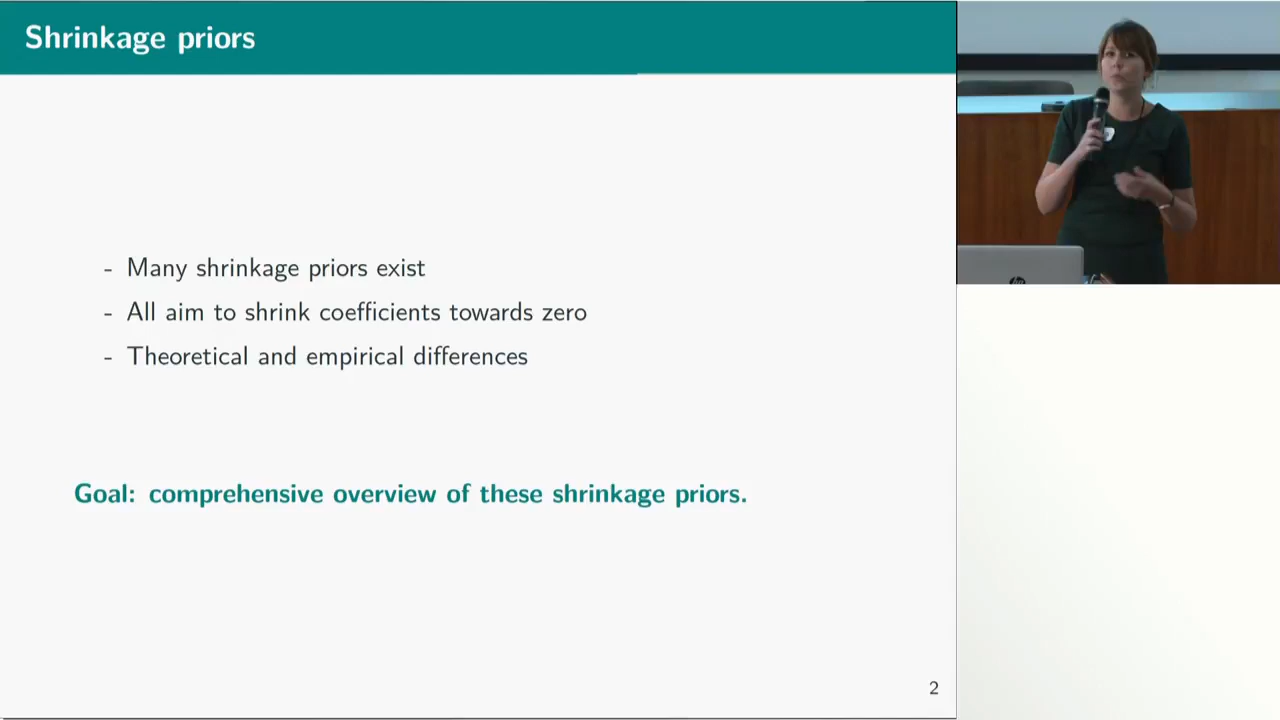 Shrinkage priors
- Many shrinkage priors exist
- All aim to shrink coefficients towards zero
- Theoretical and empirical differences
Goal: comprehensive overview of these shrinkage priors.
2
hp